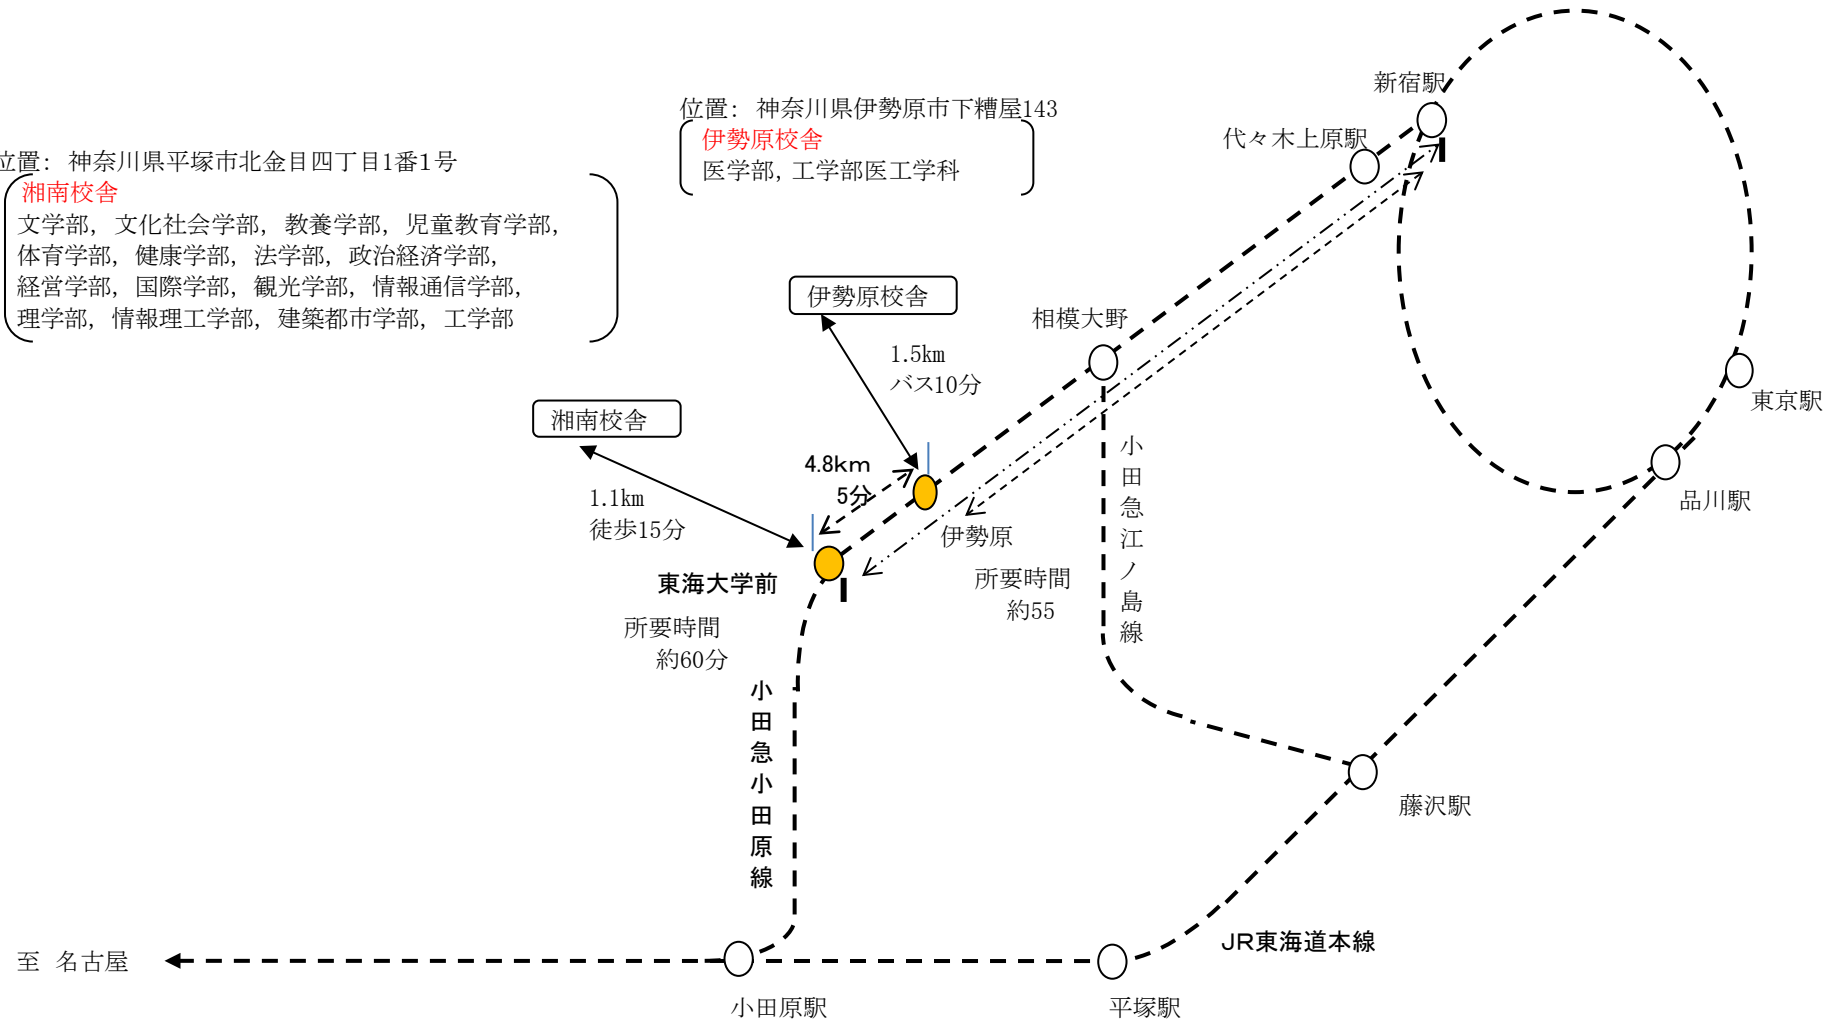 新宿駅
位置: 神奈川県伊勢原市下糟屋143
伊勢原校舎
医学部, 工学部医工学科
代々木上原駅
位置: 神奈川県平塚市北金目四丁目1番1号
湘南校舎
文学部, 文化社会学部, 教養学部, 児童教育学部,
体育学部, 健康学部, 法学部, 政治経済学部,
経営学部, 国際学部, 観光学部, 情報通信学部,
理学部, 情報理工学部, 建築都市学部, 工学部
伊勢原校舎
相模大野
1.5㎞
バス10分
東京駅
湘南校舎
4.8km
5分
1.1㎞
徒歩15分
小田急江ノ島線
品川駅
伊勢原
所要時間
約55
東海大学前
所要時間
約60分
小田急小田原線
藤沢駅
JR東海道本線
至 名古屋
小田原駅
平塚駅